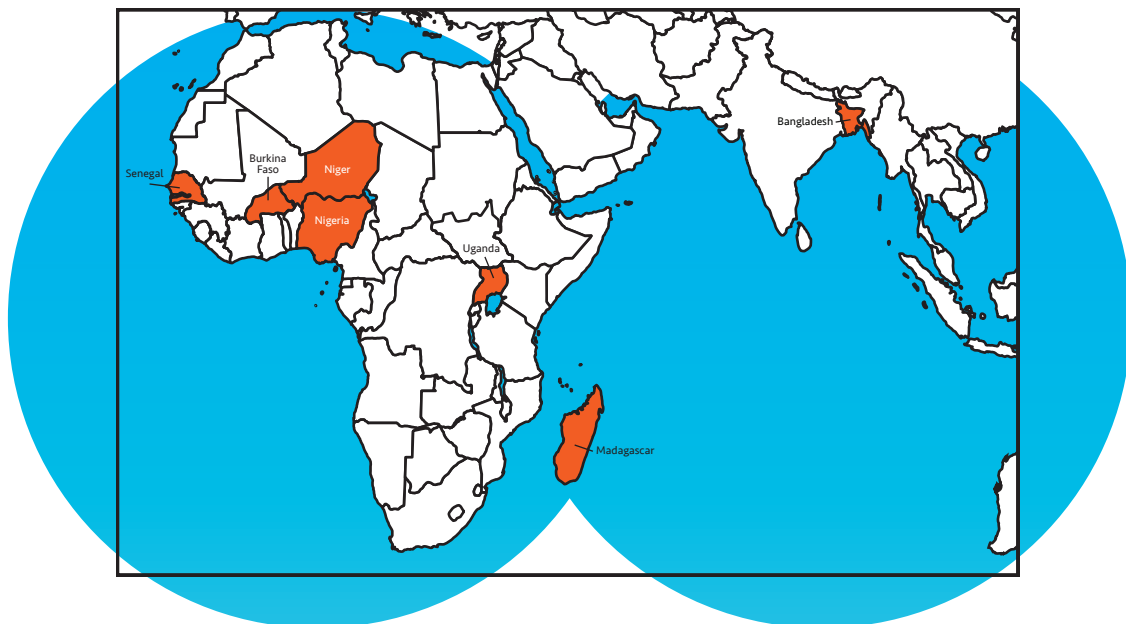 Bangladesh
Burkina
Faso
Senegal
Niger
Nigeria
Uganda
Madagascar